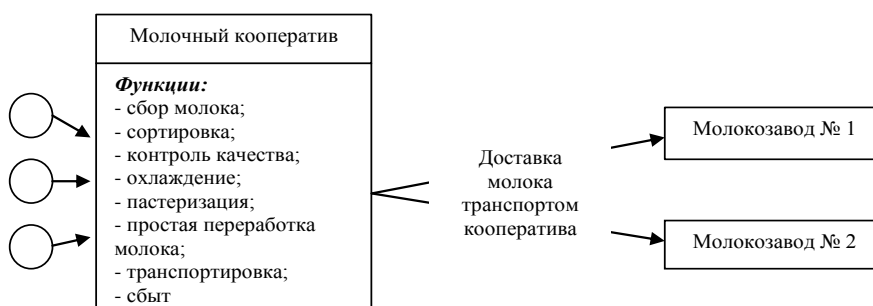 Молочный кооператив
Функции:
- сбор молока;
- сортировка;
- контроль качества;
- охлаждение;
- пастеризация;
- простая переработка
молока;
- транспортировка;
- сбыт
Доставка
молока
транспортом
кооператива
Молокозавод № 1
Молокозавод № 2